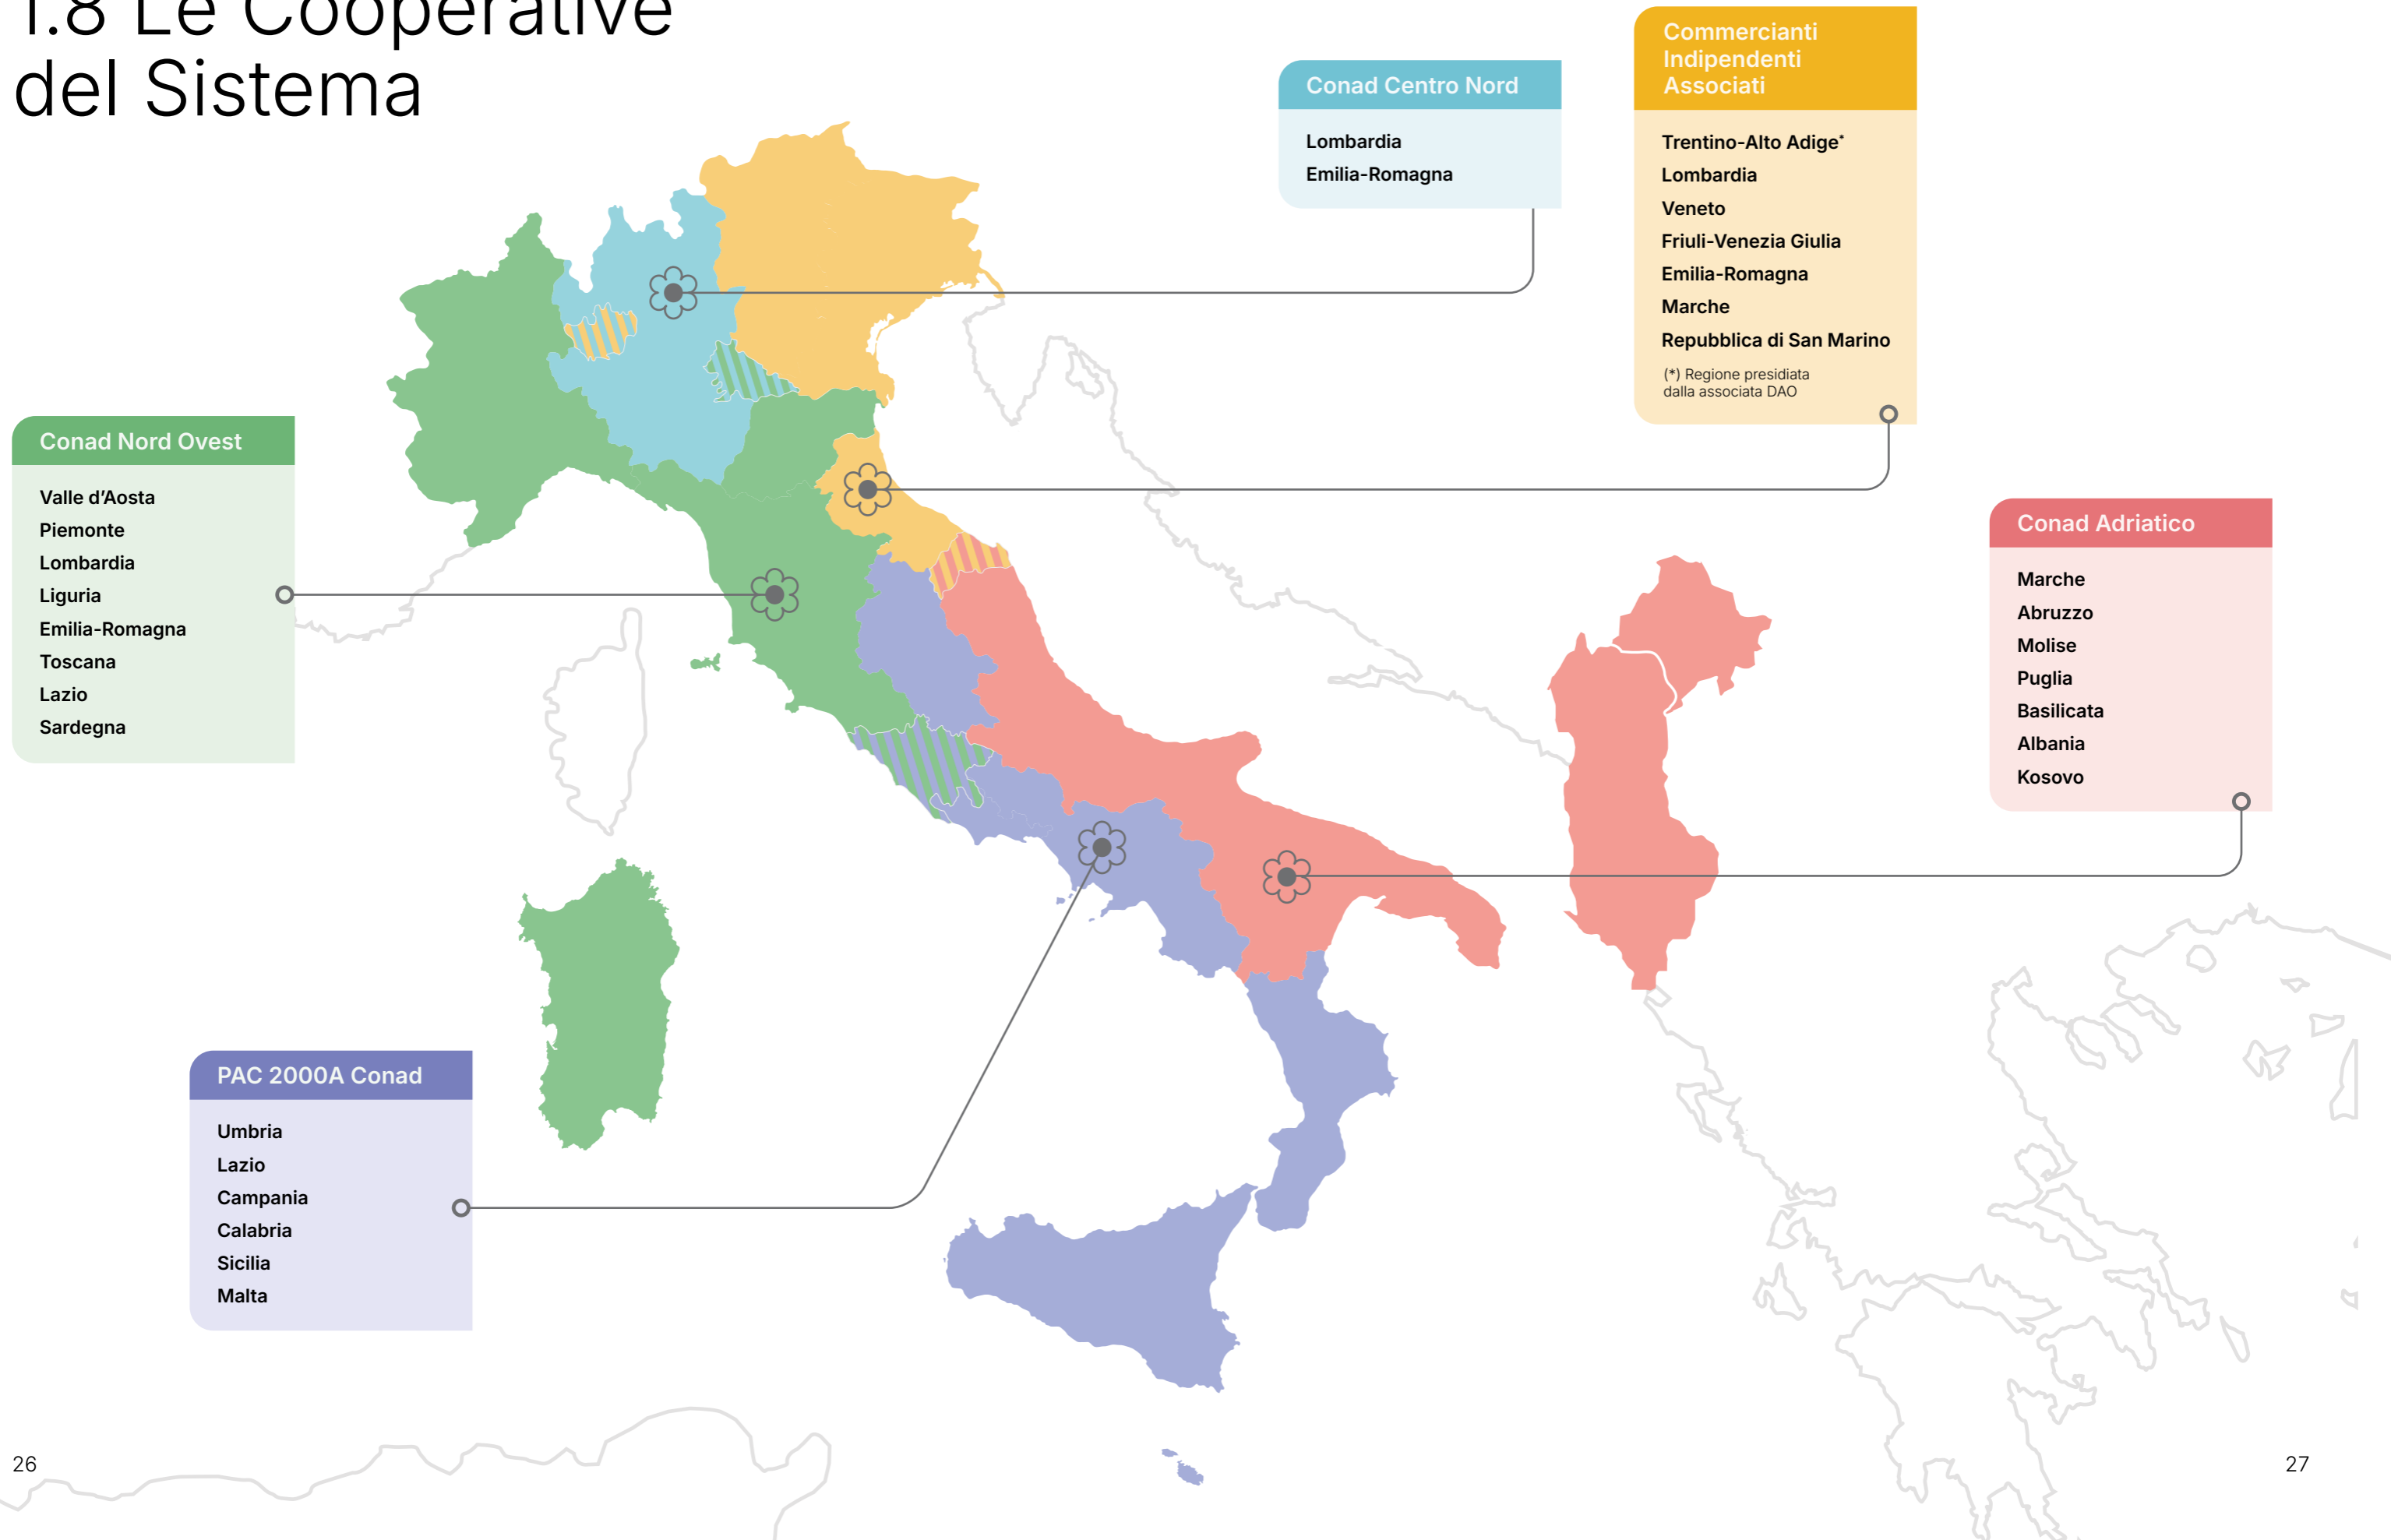 1.8 Le Cooperative
del Sistema
Conad Centro Nord
Lombardia
Emilia-Romagna
Commercianti
Indipendenti
Associati
Trentino-Alto Adige*
Lombardia
Veneto
Friuli-Venezia Giulia
Emilia-Romagna
Marche
Repubblica di San Marino
(*) Regione presidiata
dalla associata DAO
Conad Nord Ovest
Valle d’Aosta
Piemonte
Lombardia
Liguria
Emilia-Romagna
Toscana
Lazio
Sardegna
Conad Adriatico
Marche
Abruzzo
Molise
Puglia
Basilicata
Albania
Kosovo
PAC 2000A Conad
Umbria
Lazio
Campania
Calabria
Sicilia
Malta
26
27